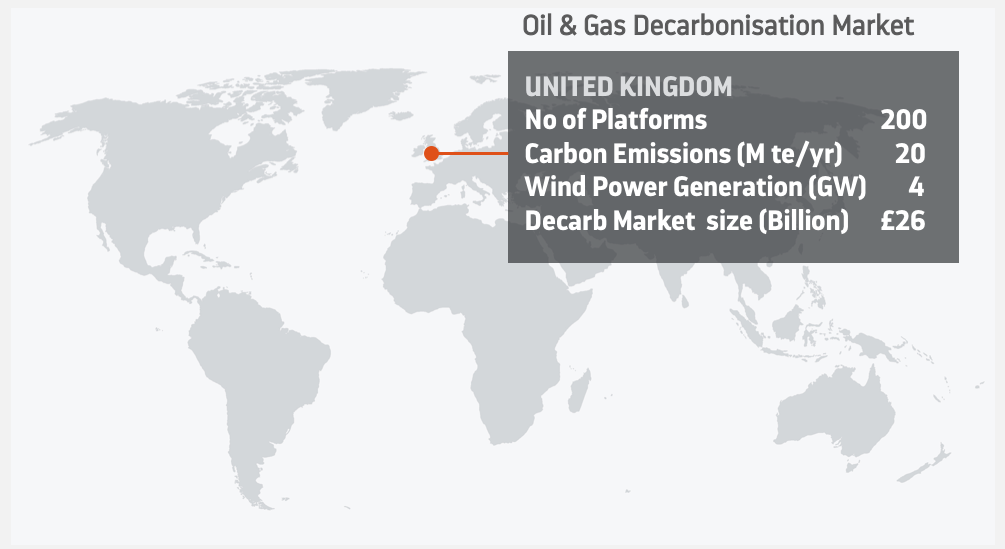 Oil & Gas Decarbonisation Market
UNITED KINGDOM
No of Platforms 200
Carbon Emissions (M te/yr) 20
Wind Power Generation (GW) 4
Decarb Market size (Billion) £26